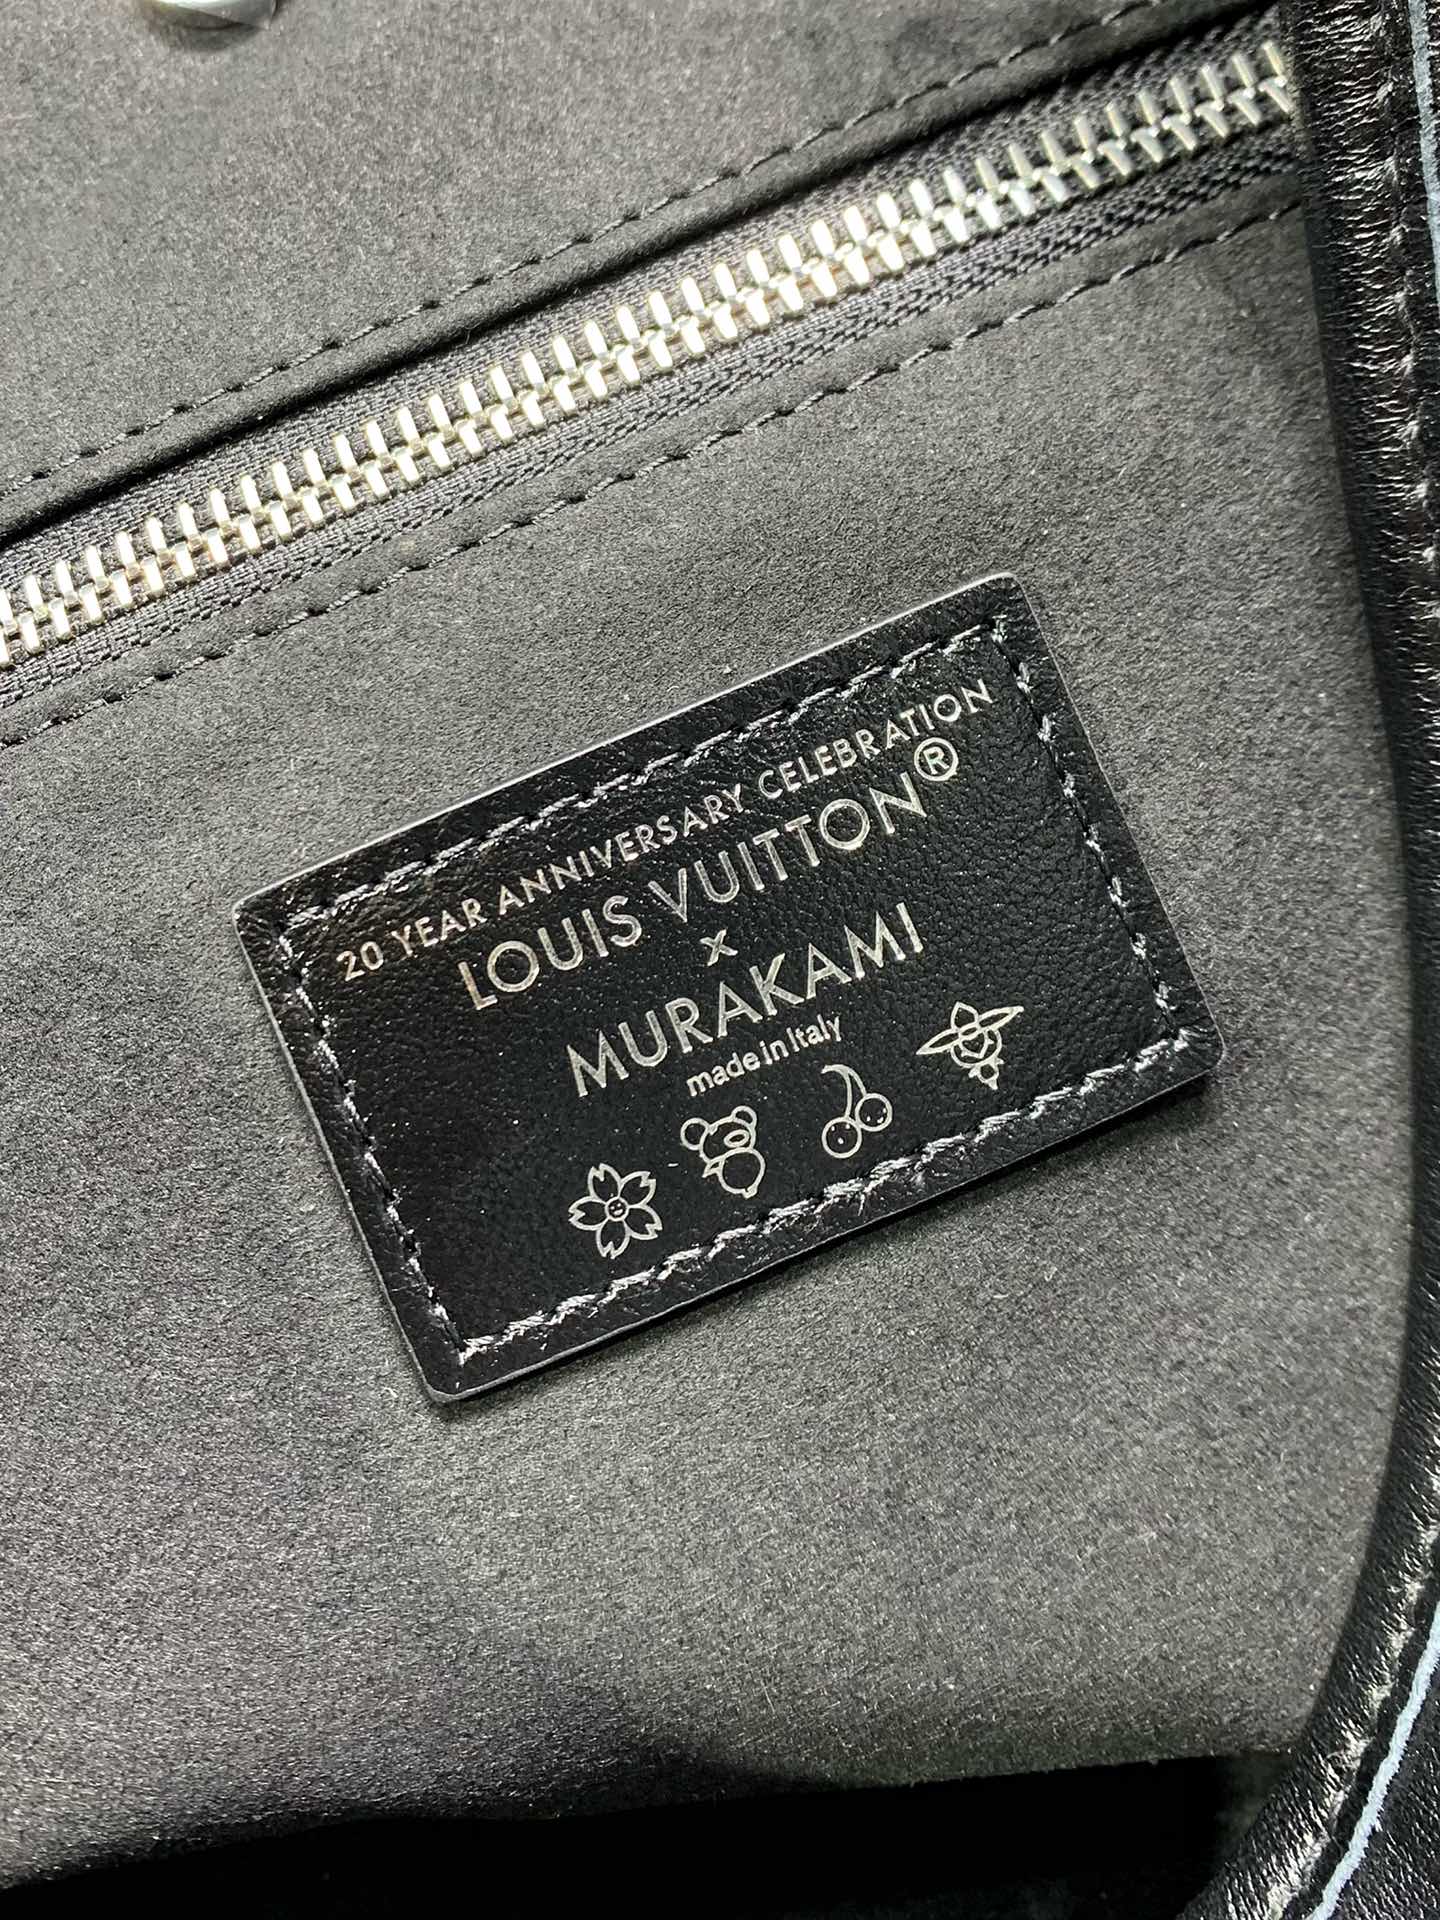 20 YEAR ANNIVERSARY CELEBRATION
LOUIS VUITTON®
x
MURAKAMI
made in Italy